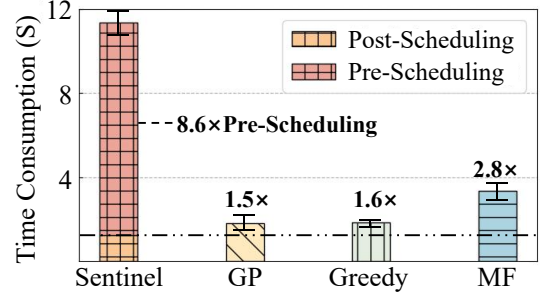 Time Consumption (S)
12
8
4
Post-Scheduling
Pre-Scheduling
8.6×Pre-Scheduling
1.5×
1.6×
2.8×
Sentinel GP Greedy MF